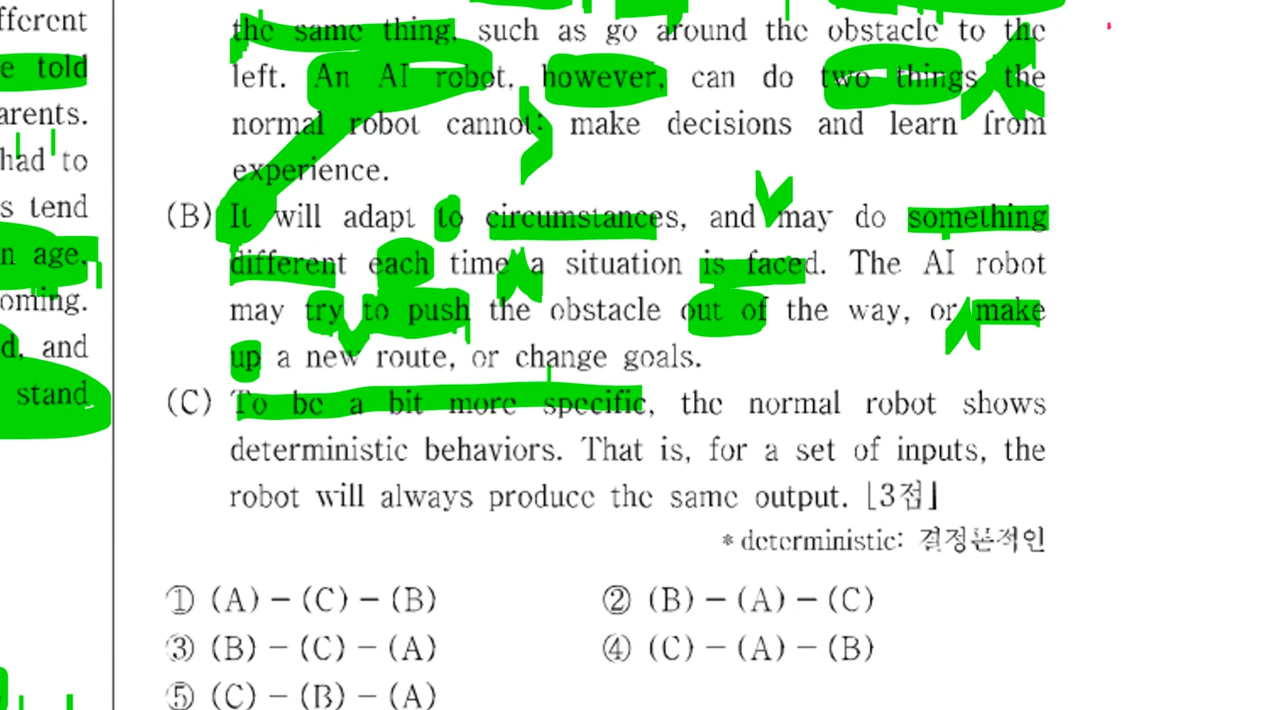 fferent
e told
arents.
had to
s tend
n age.
oming.
d, and
stand
the same thing, such as go around the obstacle to the
left. An AI robot, however, can do two things the
normal robot cannot: make decisions and learn from
experience.
(B) It will adapt to circumstances, and may do something
different each time a situation is faced. The AI robot
may try to push the obstacle out of the way, or make
up a new route, or change goals.
(C) To be a bit more specific, the normal robot shows
deterministic behaviors. That is, for a set of inputs, the
robot will always produce the same output. [3점]
* deterministic: 결정론적인
① (A) - (C) - (B) ② (B) - (A) - (C)
③ (B) - (C) - (A) ④ (C) - (A) - (B)
⑤ (C) - (B) - (A)